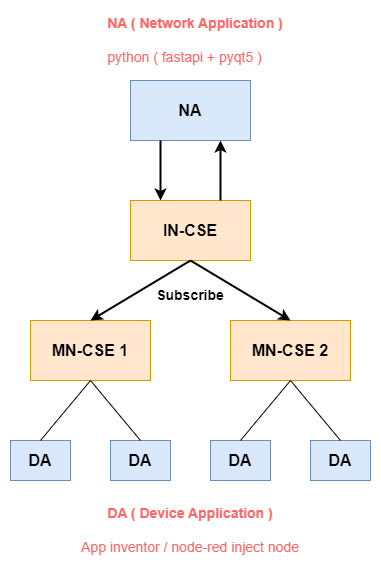 NA ( Network Application )
python ( fastapi + pyqt5 )
NA
IN-CSE
Subscribe
MN-CSE 1
MN-CSE 2
DA
DA
DA
DA
DA ( Device Application )
App inventor / node-red inject node